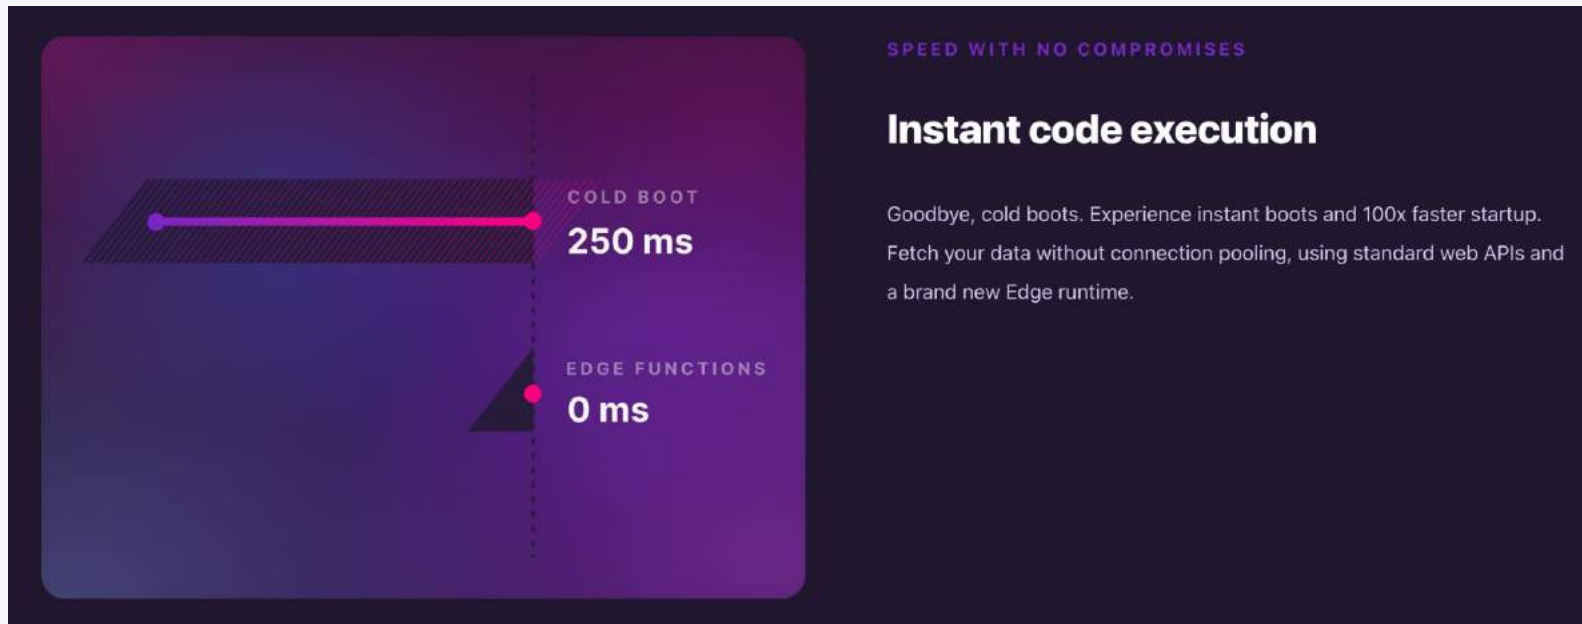 SPEED WITH NO COMPROMISES
Instant code execution
Goodbye, cold boots. Experience instant boots and 100x faster startup.
Fetch your data without connection pooling, using standard web APIs and
a brand new Edge runtime.
COLD BOOT
250 ms
EDGE FUNCTIONS
0 ms